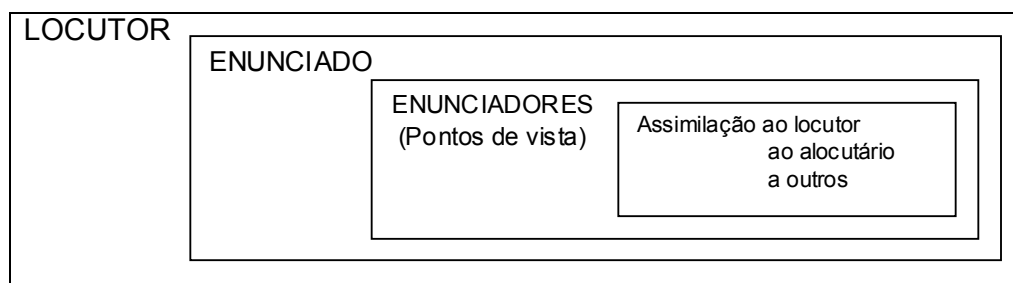 LOCUTOR
ENUNCIADO
ENUNCIADORES
(Pontos de vista)
Assimilação ao locutor
ao alocutário
a outros